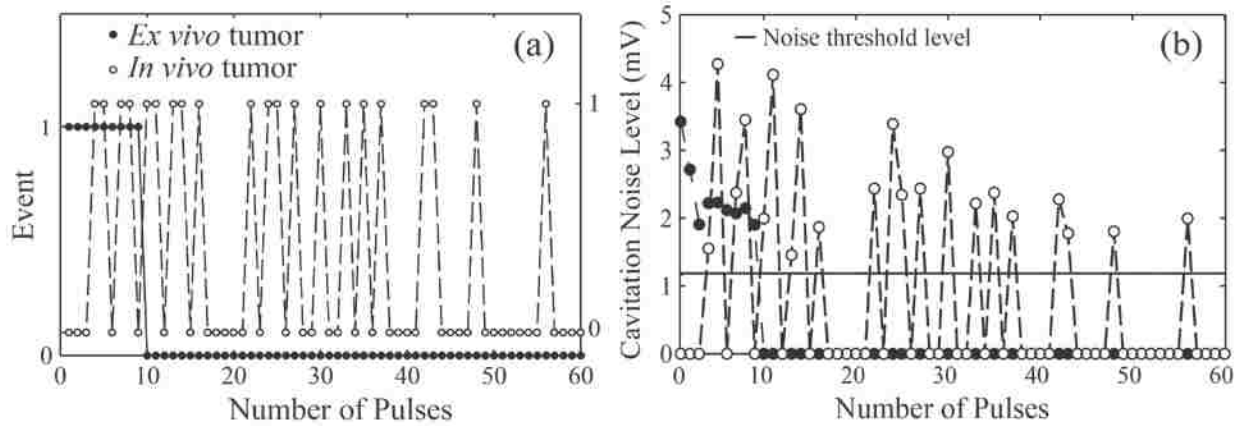 1
Ex vivo tumor
In vivo tumor
(a)
1
1
Event
0
0
0 10 20 30 40 50 60
Number of Pulses
5
Noise threshold level
(b)
4
3
2
1
0
Cavitation Noise Level (mV)
0 10 20 30 40 50 60
Number of Pulses